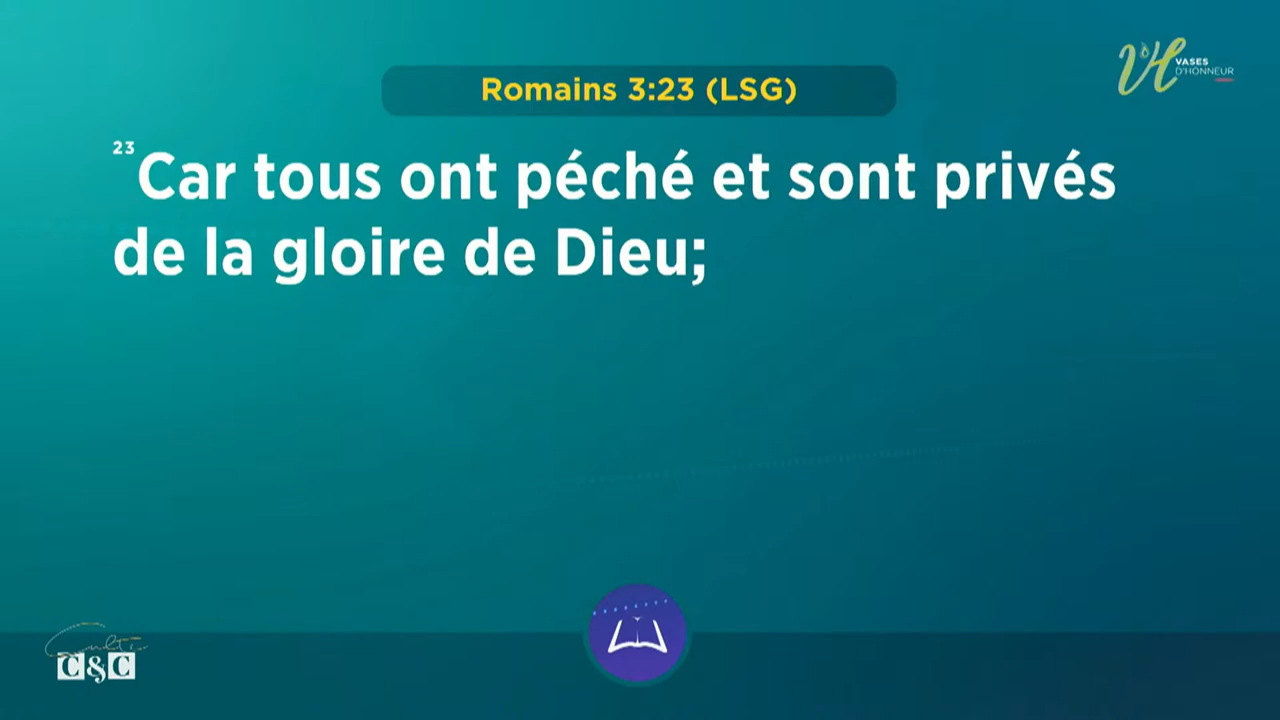 Romains 3:23 (LSG)
VASES
D'HONNEUR
23 Car tous ont péché et sont privés
de la gloire de Dieu;
Culte
C&C